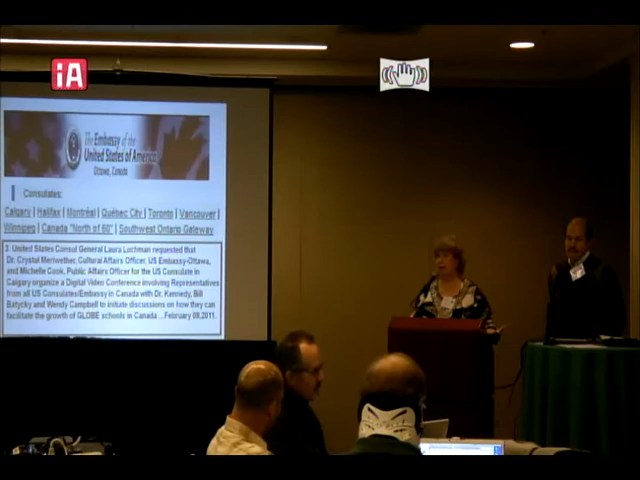 iA
The Embassy of the
United States of America
Ottawa, Canada
Consulates:
Calgary | Halifax | Montréal | Québec City | Toronto | Vancouver |
Winnipeg | Canada "North of 60" | Southwest Ontario Gateway
3. United States Consul General Laura Lochman requested that
Dr. Crystal Meriwether, Cultural Affairs Officer, US Embassy-Ottawa,
and Michelle Cook, Public Affairs Officer for the US Consulate in
Calgary organize a Digital Video Conference involving Representatives
from all US Consulates/Embassy in Canada with Dr. Kennedy, Bill
Batycky and Wendy Campbell to initiate discussions on how they can
facilitate the growth of GLOBE schools in Canada ...February 08,2011.